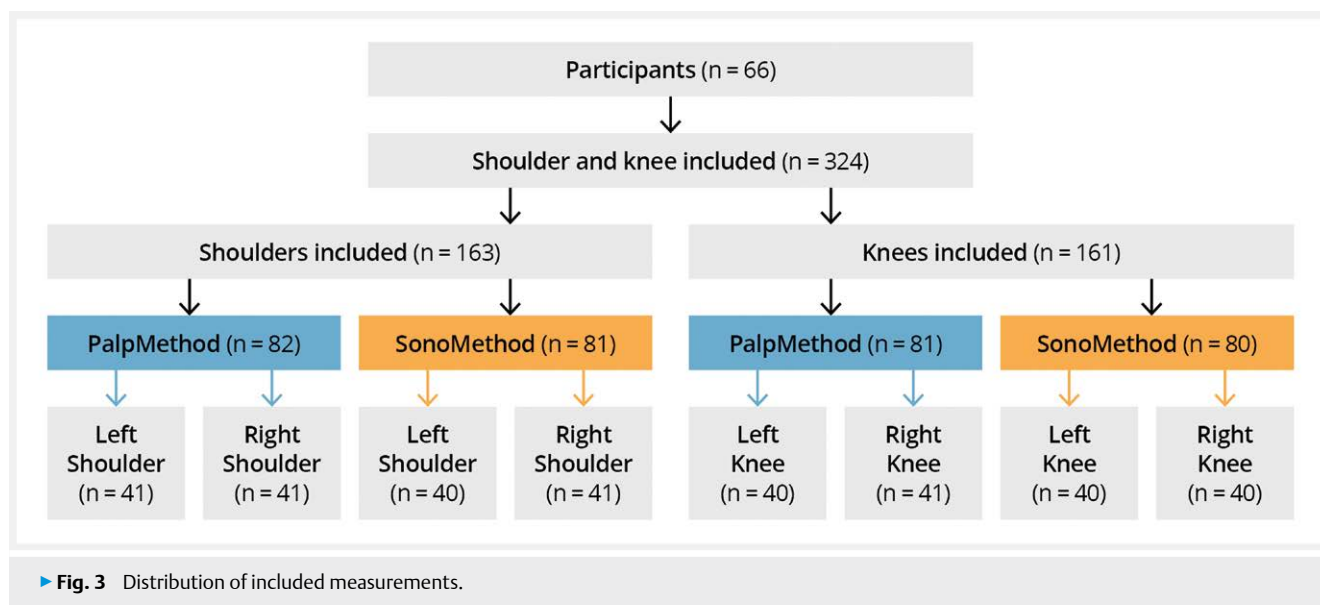 Participants (n = 66)
Shoulder and knee included (n = 324)
Shoulders included (n = 163)
Knees included (n = 161)
PalpMethod (n = 82)
SonoMethod (n = 81)
PalpMethod (n = 81)
SonoMethod (n = 80)
Left
Shoulder
(n = 41)
Right
Shoulder
(n = 41)
Left
Shoulder
(n = 40)
Right
Shoulder
(n = 41)
Left
Knee
(n = 40)
Right
Knee
(n = 41)
Left
Knee
(n = 40)
Right
Knee
(n = 40)
▶ Fig. 3 Distribution of included measurements.